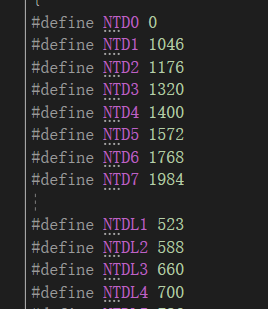 {
#define NTD0 0
#define NTD1 1046
#define NTD2 1176
#define NTD3 1320
#define NTD4 1400
#define NTD5 1572
#define NTD6 1768
#define NTD7 1984
#define NTDL1 523
#define NTDL2 588
#define NTDL3 660
#define NTDL4 700